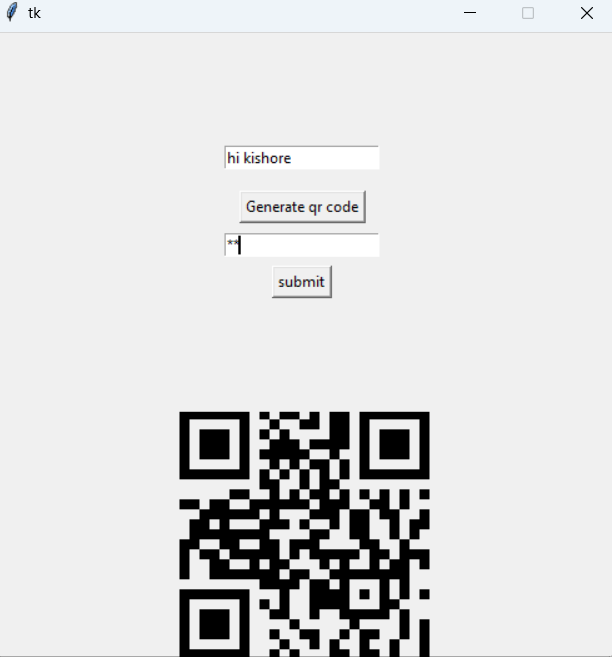 tk
hi kishore
Generate qr code
**
submit